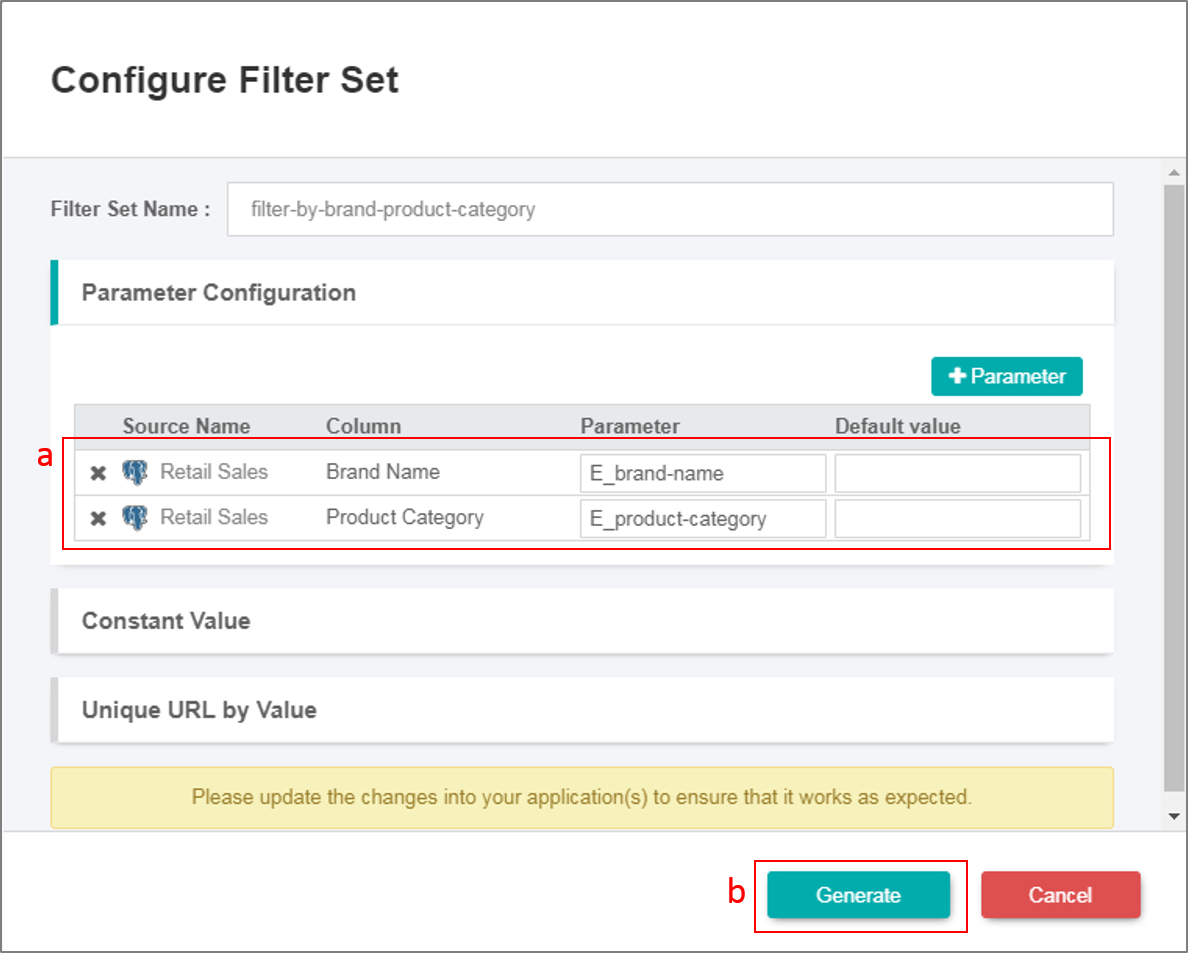 Configure Filter Set
Filter Set Name : filter-by-brand-product-category
Parameter Configuration
+ Parameter
Source Name Column Parameter Default value
a
Retail Sales Brand Name E_brand-name
Retail Sales Product Category E_product-category
Constant Value
Unique URL by Value
Please update the changes into your application(s) to ensure that it works as expected.
b Generate Cancel